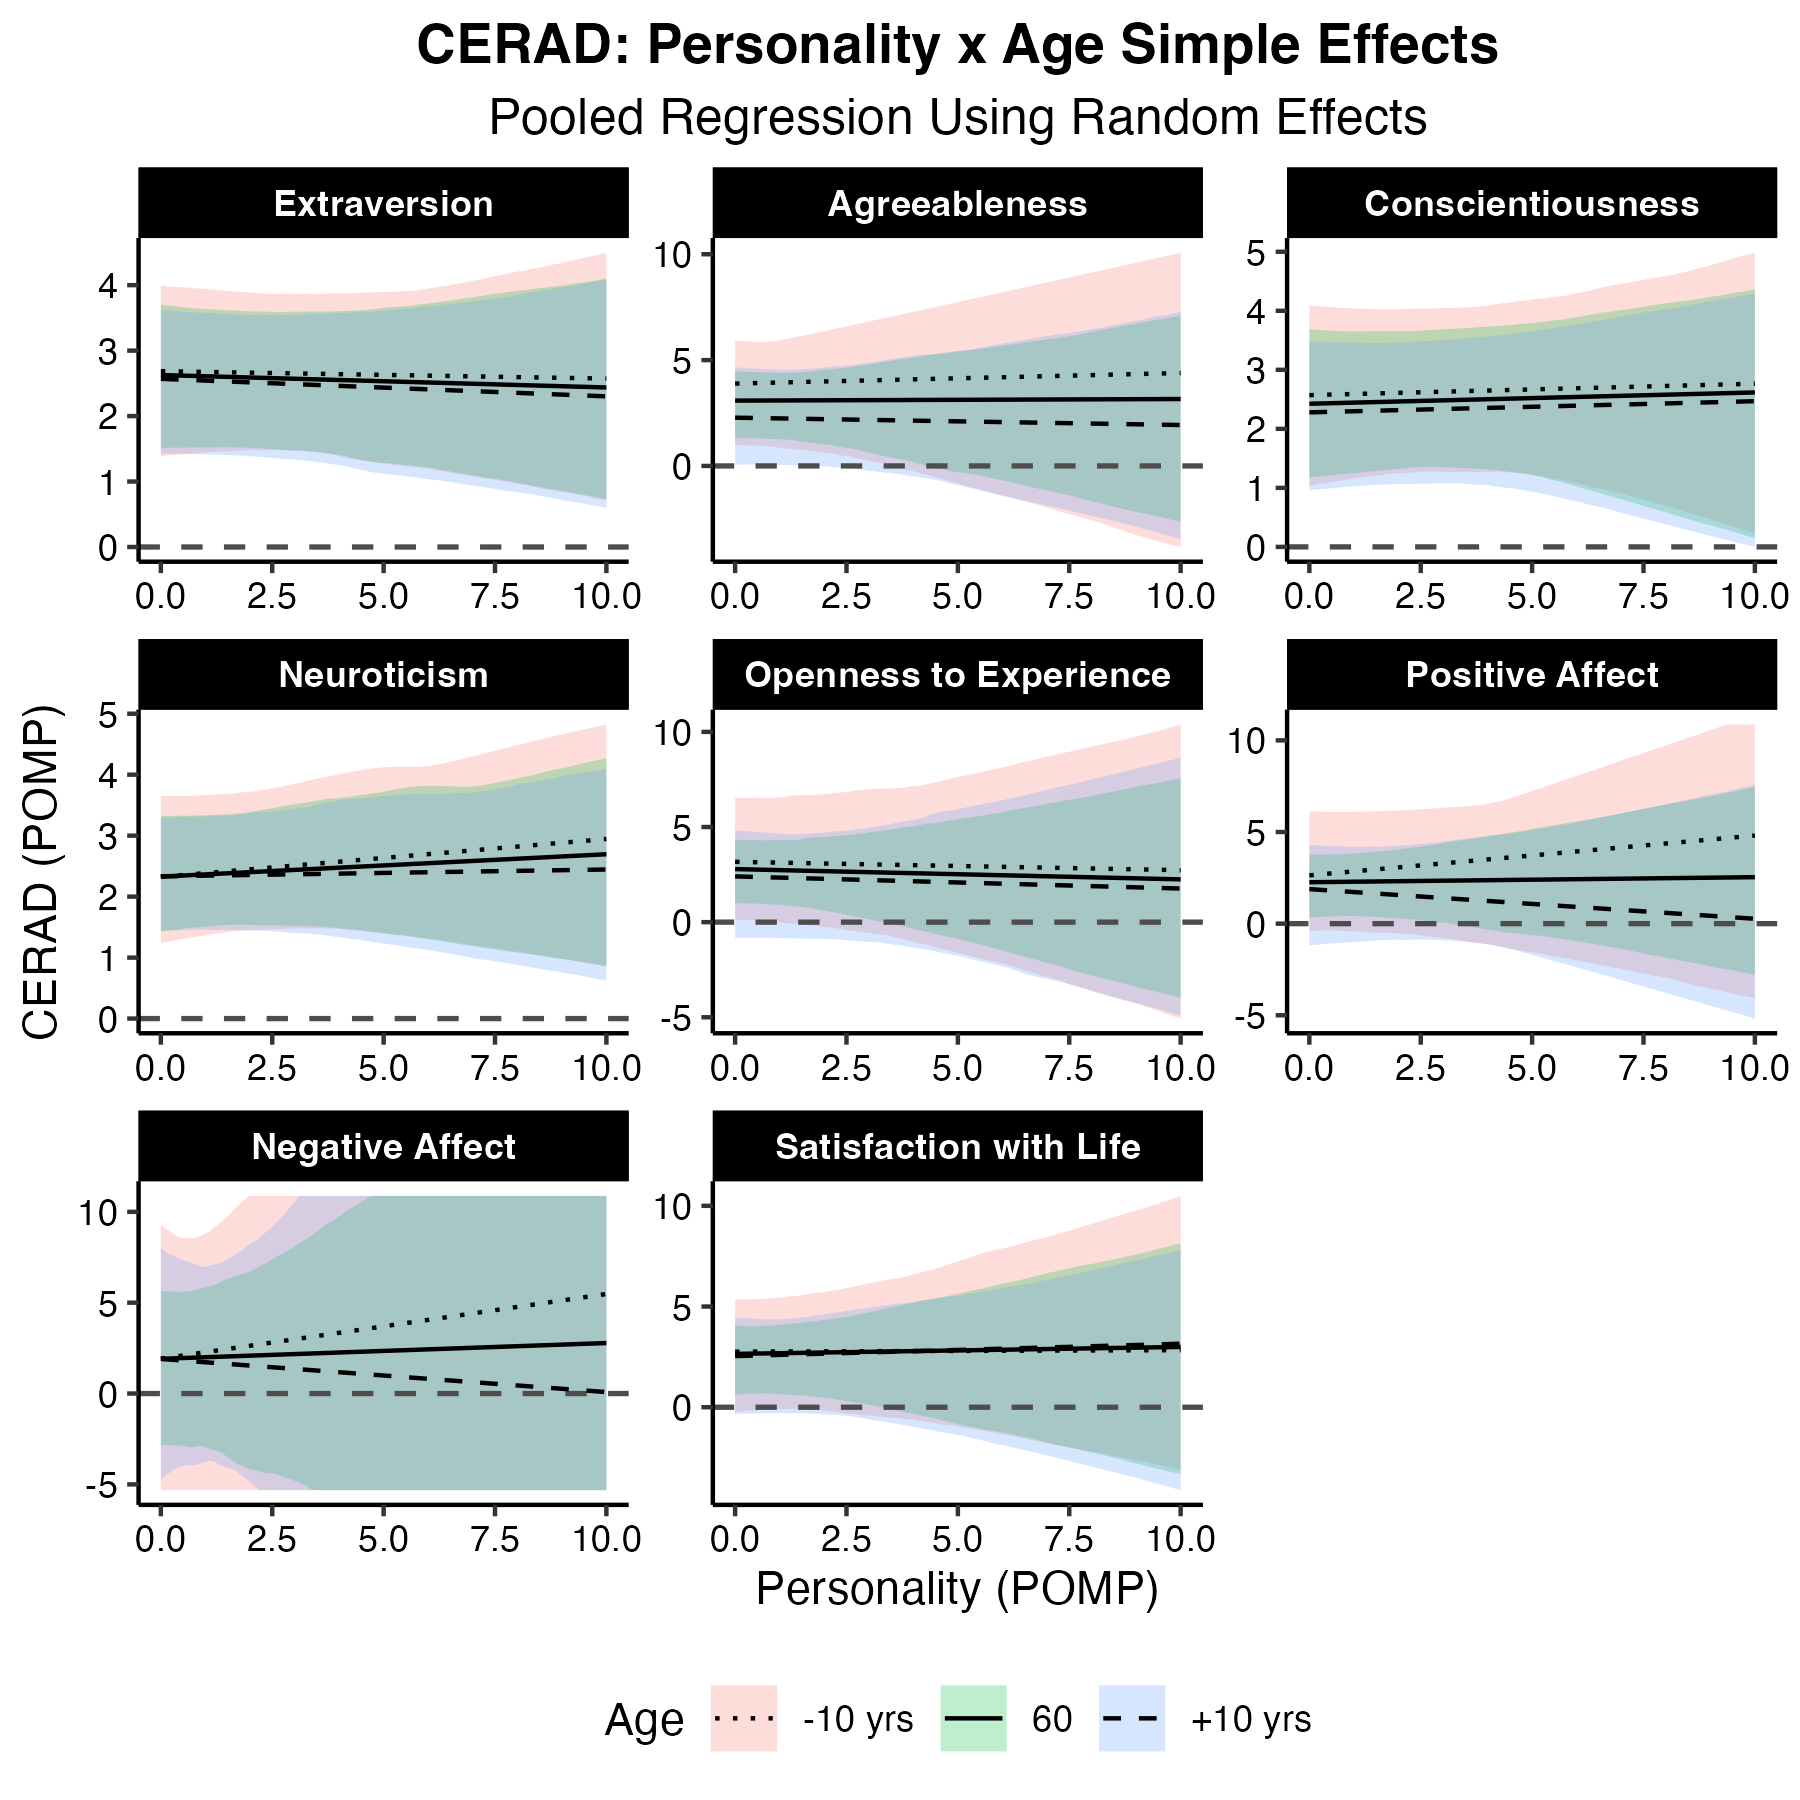 CERAD: Personality x Age Simple Effects
Pooled Regression Using Random Effects
Extraversion
Agreeableness
Conscientiousness
4
3
2
1
0
10
5
0
5
4
3
2
1
0
0.0 2.5 5.0 7.5 10.0
0.0 2.5 5.0 7.5 10.0
0.0 2.5 5.0 7.5 10.0
CERAD (POMP)
Neuroticism
Openness to Experience
Positive Affect
5
4
3
2
1
0
10
5
0
-5
10
5
0
-5
0.0 2.5 5.0 7.5 10.0
0.0 2.5 5.0 7.5 10.0
0.0 2.5 5.0 7.5 10.0
Negative Affect
Satisfaction with Life
10
5
0
-5
10
5
0
0.0 2.5 5.0 7.5 10.0
0.0 2.5 5.0 7.5 10.0
Personality (POMP)
Age -10 yrs 60 +10 yrs